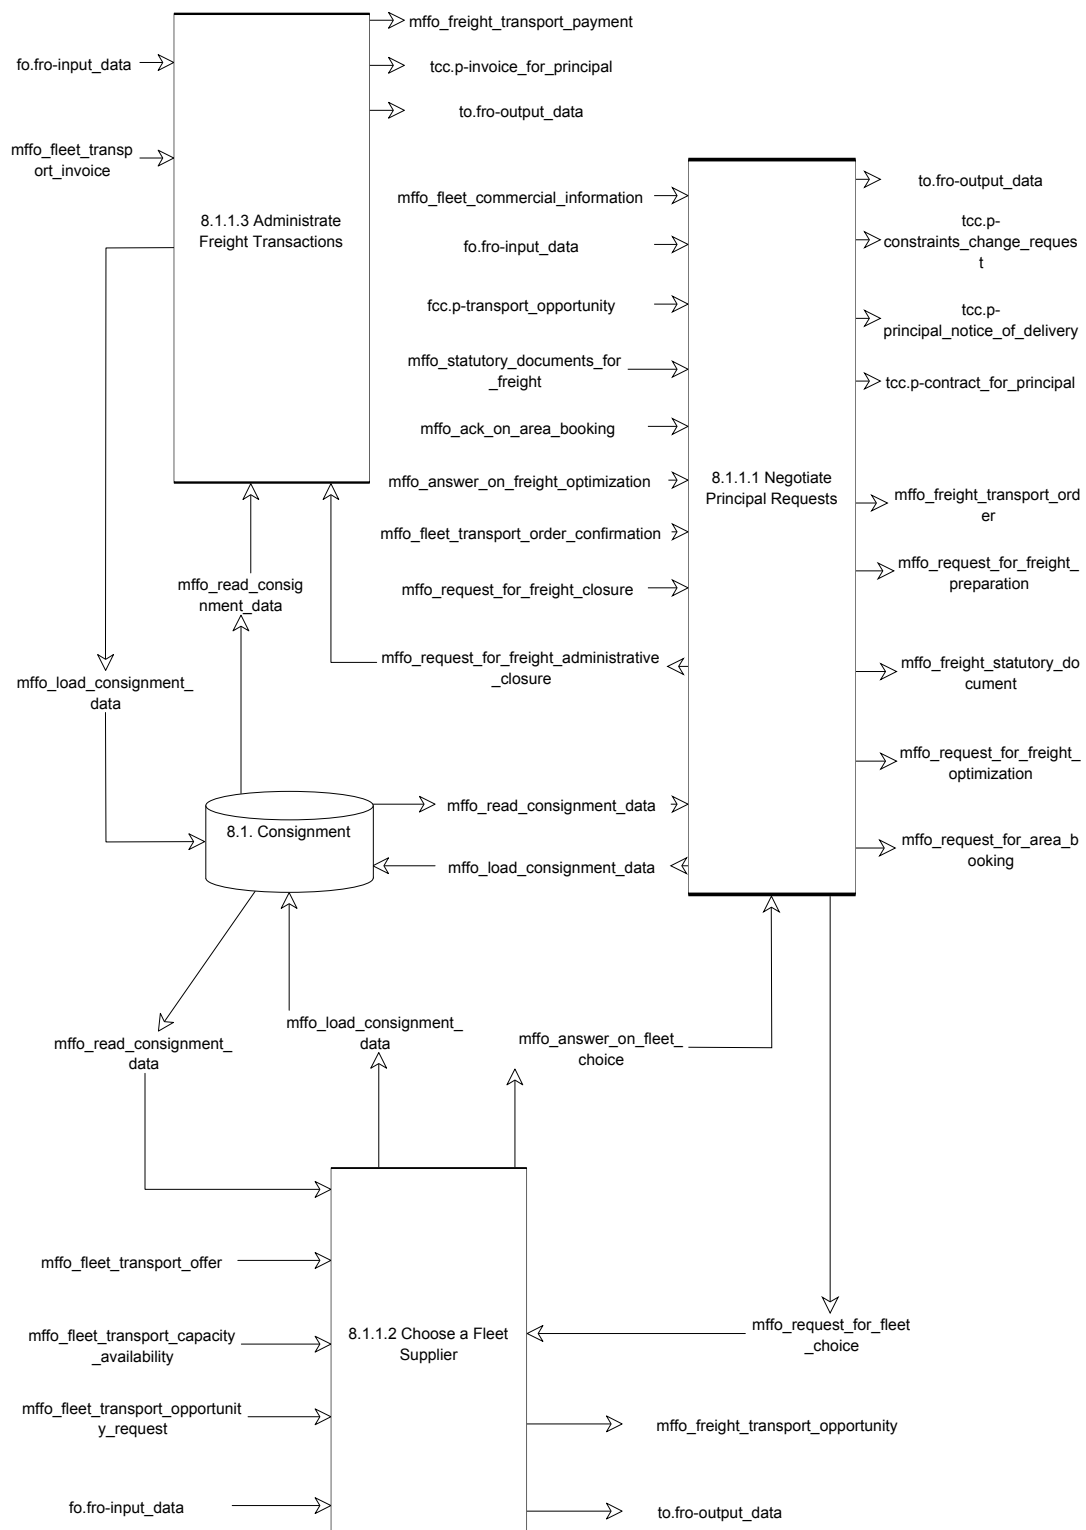 mffo_freight_transport_payment
fo.fro-input_data
tcc.p-invoice_for_principal
to.fro-output_data
mffo_fleet_transp
ort_invoice
8.1.1.3 Administrate
Freight Transactions
mffo_fleet_commercial_information
fo.fro-input_data
fcc.p-transport_opportunity
mffo_statutory_documents_for
_freight
mffo_ack_on_area_booking
mffo_answer_on_freight_optimization
mffo_fleet_transport_order_confirmation
mffo_request_for_freight_closure
mffo_request_for_freight_administrative
_closure
8.1.1.1 Negotiate
Principal Requests
to.fro-output_data
tcc.p-
constraints_change_reques
t
tcc.p-
principal_notice_of_delivery
tcc.p-contract_for_principal
mffo_freight_transport_ord
er
mffo_request_for_freight_
preparation
mffo_freight_statutory_do
cument
mffo_request_for_freight_
optimization
mffo_request_for_area_b
ooking
mffo_read_consig
nment_data
mffo_load_consignment_
data
8.1. Consignment
mffo_read_consignment_data
mffo_load_consignment_data
mffo_read_consignment_
data
mffo_load_consignment_
data
mffo_answer_on_fleet_
choice
mffo_fleet_transport_offer
mffo_fleet_transport_capacity
_availability
mffo_fleet_transport_opportunit
y_request
fo.fro-input_data
8.1.1.2 Choose a Fleet
Supplier
mffo_request_for_fleet
_choice
mffo_freight_transport_opportunity
to.fro-output_data